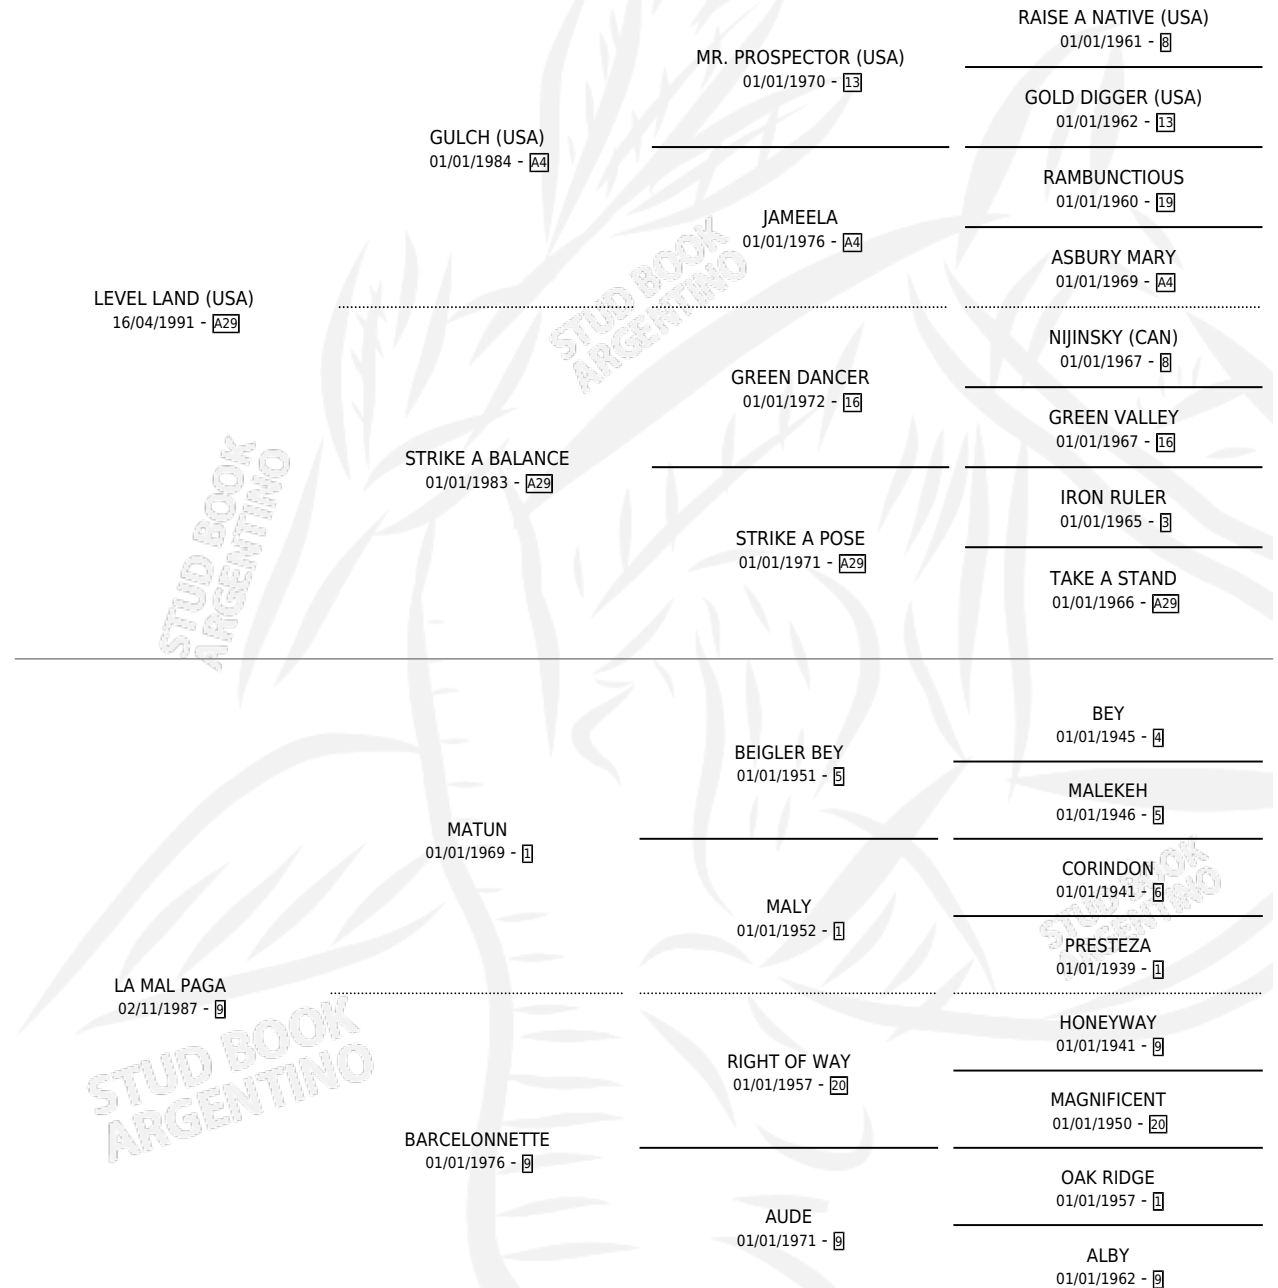 RAISE A NATIVE (USA)
01/01/1961 - 8
MR. PROSPECTOR (USA)
01/01/1970 - 13
GOLD DIGGER (USA)
01/01/1962 - 13
GULCH (USA)
01/01/1984 - A4
RAMBUNCTIOUS
01/01/1960 - 19
JAMEELA
01/01/1976 - A4
ASBURY MARY
01/01/1969 - A4
LEVEL LAND (USA)
16/04/1991 - A29
NIJINSKY (CAN)
01/01/1967 - 8
GREEN DANCER
01/01/1972 - 16
GREEN VALLEY
01/01/1967 - 16
STRIKE A BALANCE
01/01/1983 - A29
IRON RULER
01/01/1965 - 3
STRIKE A POSE
01/01/1971 - A29
TAKE A STAND
01/01/1966 - A29
BEY
01/01/1945 - 4
BEIGLER BEY
01/01/1951 - 5
MALEKEH
01/01/1946 - 5
MATUN
01/01/1969 - 1
CORINDON
01/01/1941 - 6
MALY
01/01/1952 - 1
PRESTEZA
01/01/1939 - 1
LA MAL PAGA
02/11/1987 - 9
HONEYWAY
01/01/1941 - 9
RIGHT OF WAY
01/01/1957 - 20
MAGNIFICENT
01/01/1950 - 20
BARCELONNETTE
01/01/1976 - 9
OAK RIDGE
01/01/1957 - 1
AUDE
01/01/1971 - 9
ALBY
01/01/1962 - 9
STUD BOOK
ARGENTINO
STUD BOOK
ARGENTINO
STUD BOOK
ARGENTINO
STUD BOOK
ARGENTINO